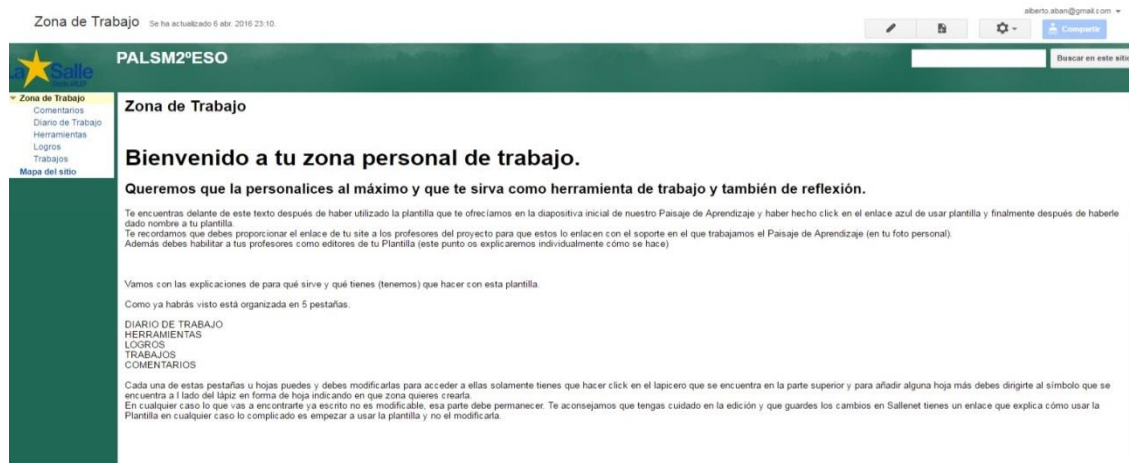 alberto.aban@gmail.com
Zona de Trabajo Se ha actualizado 6 abr. 2016 23:10.
Compartir
PALSM2ºESO
Buscar en este sitio
La Salle
Zona de Trabajo
Comentarios
Diario de Trabajo
Herramientas
Logros
Trabajos
Mapa del sitio
Zona de Trabajo
Bienvenido a tu zona personal de trabajo.
Queremos que la personalices al máximo y que te sirva como herramienta de trabajo y también de reflexión.
Te encuentras delante de este texto después de haber utilizado la plantilla que te ofrecíamos en la diapositiva inicial de nuestro Paisaje de Aprendizaje y haber hecho click en el enlace azul de usar plantilla y finalmente después de haberle
dado nombre a tu plantilla.
Te recordamos que debes proporcionar el enlace de tu site a los profesores del proyecto para que estos lo enlacen con el soporte en el que trabajamos el Paisaje de Aprendizaje (en tu foto personal).
Además debes habilitar a tus profesores como editores de tu Plantilla (este punto os explicaremos individualmente cómo se hace)
Vamos con las explicaciones de para qué sirve y qué tienes (tenemos) que hacer con esta plantilla.
Como ya habrás visto está organizada en 5 pestañas.
DIARIO DE TRABAJO
HERRAMIENTAS
LOGROS
TRABAJOS
COMENTARIOS
Cada una de estas pestañas u hojas puedes y debes modificarlas para acceder a ellas solamente tienes que hacer click en el lapicero que se encuentra en la parte superior y para añadir alguna hoja más debes dirigirte al símbolo que se
encuentra a l lado del lápiz en forma de hoja indicando en que zona quieres crearla.
En cualquier caso lo que vas a encontrarte ya escrito no es modificable, esa parte debe permanecer. Te aconsejamos que tengas cuidado en la edición y que guardes los cambios en Sallenet tienes un enlace que explica cómo usar la
Plantilla en cualquier caso lo complicado es empezar a usar la plantilla y no el modificarla.